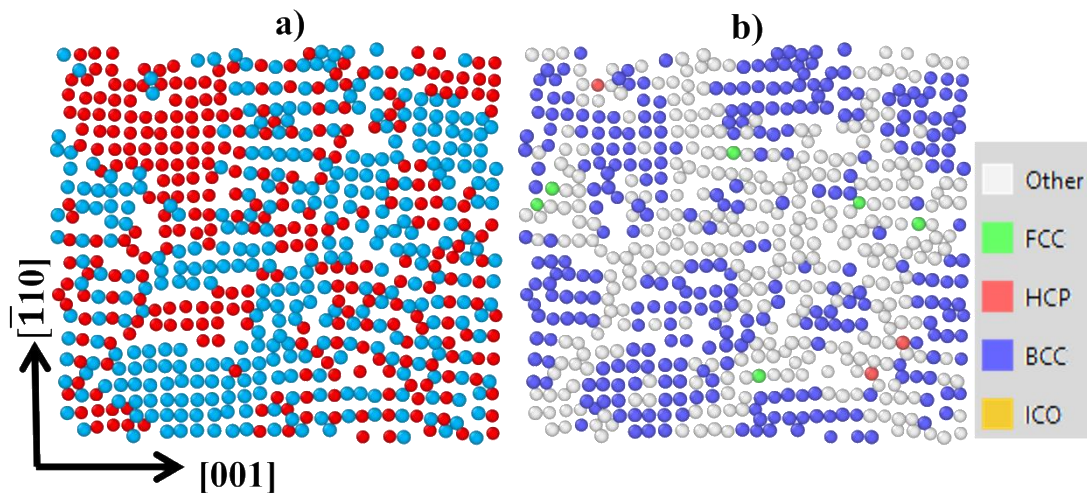 a)
b)
Other
FCC
HCP
BCC
ICO
[1̅10]
[001]